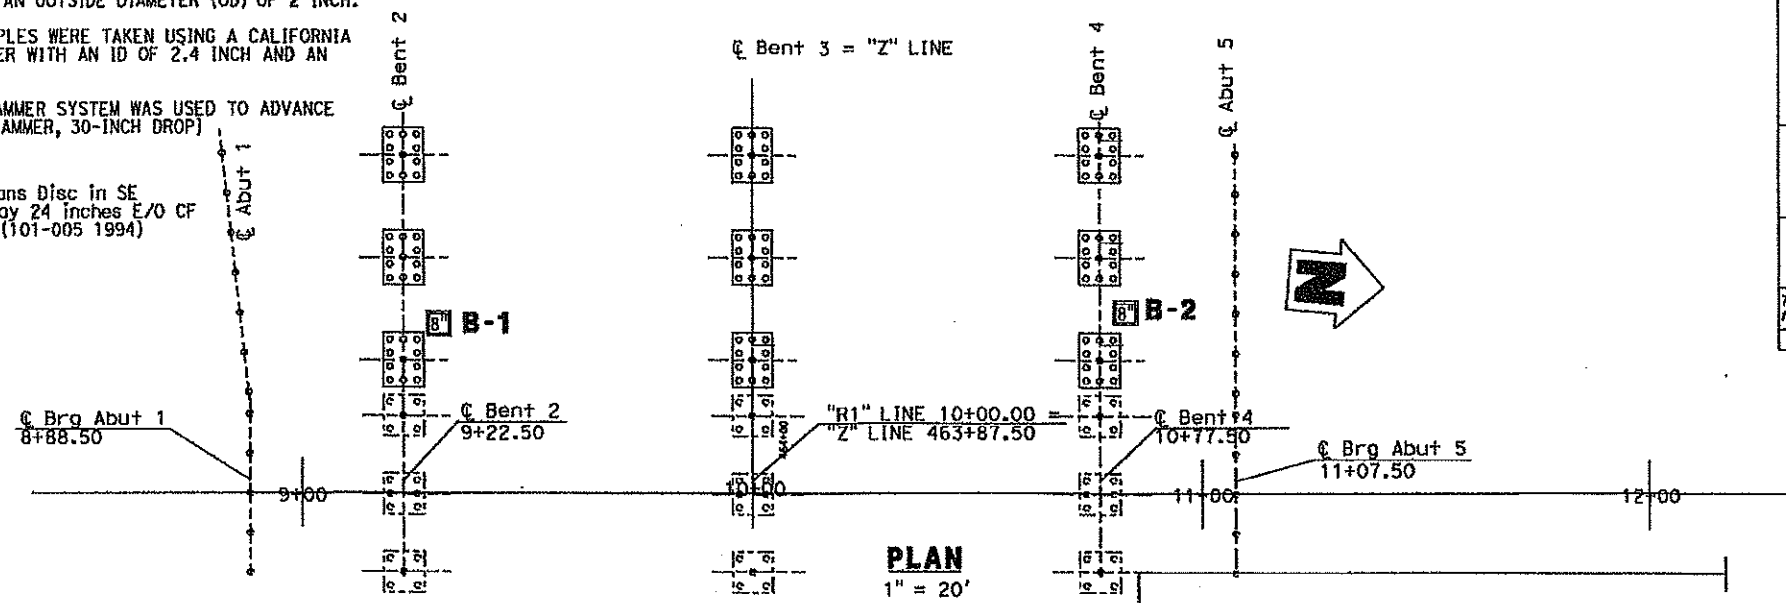 AN OUTSIDE DIAMETER (OD) OF 2 INCH.
PLES WERE TAKEN USING A CALIFORNIA
ER WITH AN ID OF 2.4 INCH AND AN
AMMER SYSTEM WAS USED TO ADVANCE
AMMER, 30-INCH DROP]
ans Disc in SE
ay 24 inches E/O CF
(101-005 1994)
℄ Abut 1
℄ Bent 2
℄ Bent 3 = "Z" LINE
℄ Bent 4
℄ Abut 5
N
8" B-1
8" B-2
℄ Brg Abut 1
8+88.50
℄ Bent 2
9+22.50
"R1" LINE 10+00.00 =
"Z" LINE 463+87.50
464+00
℄ Bent 4
10+77.50
℄ Brg Abut 5
11+07.50
9+00
10+00
11+00
12+00
PLAN
1" = 20'